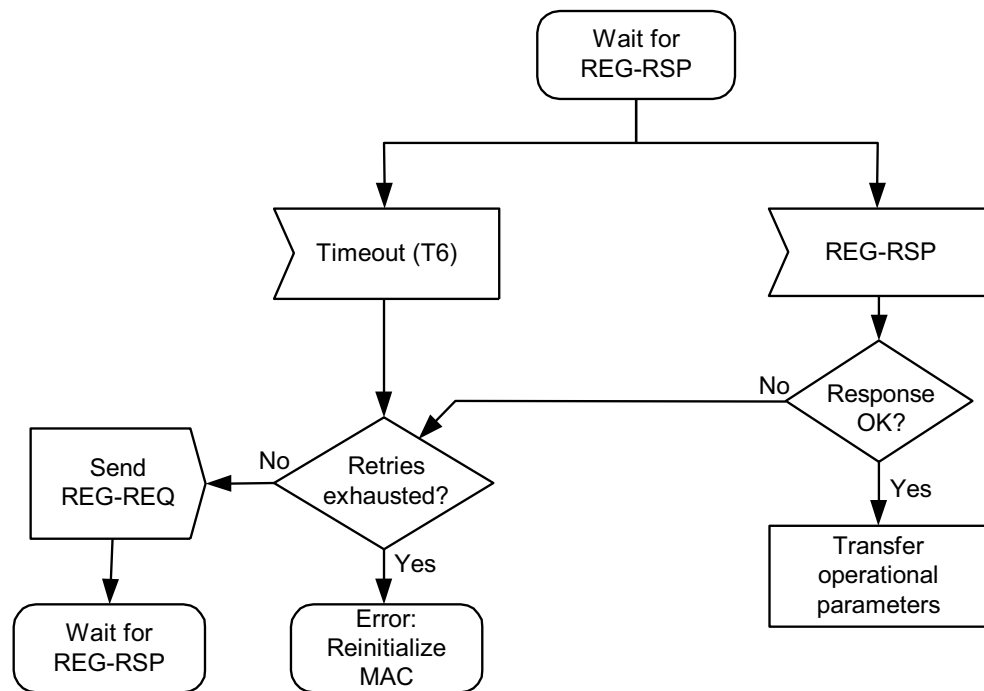 Wait for
REG-RSP
Timeout (T6)
REG-RSP
No
Response
OK?
Send
REG-REQ
No
Retries
exhausted?
Yes
Yes
Transfer
operational
parameters
Wait for
REG-RSP
Error:
Reinitialize
MAC